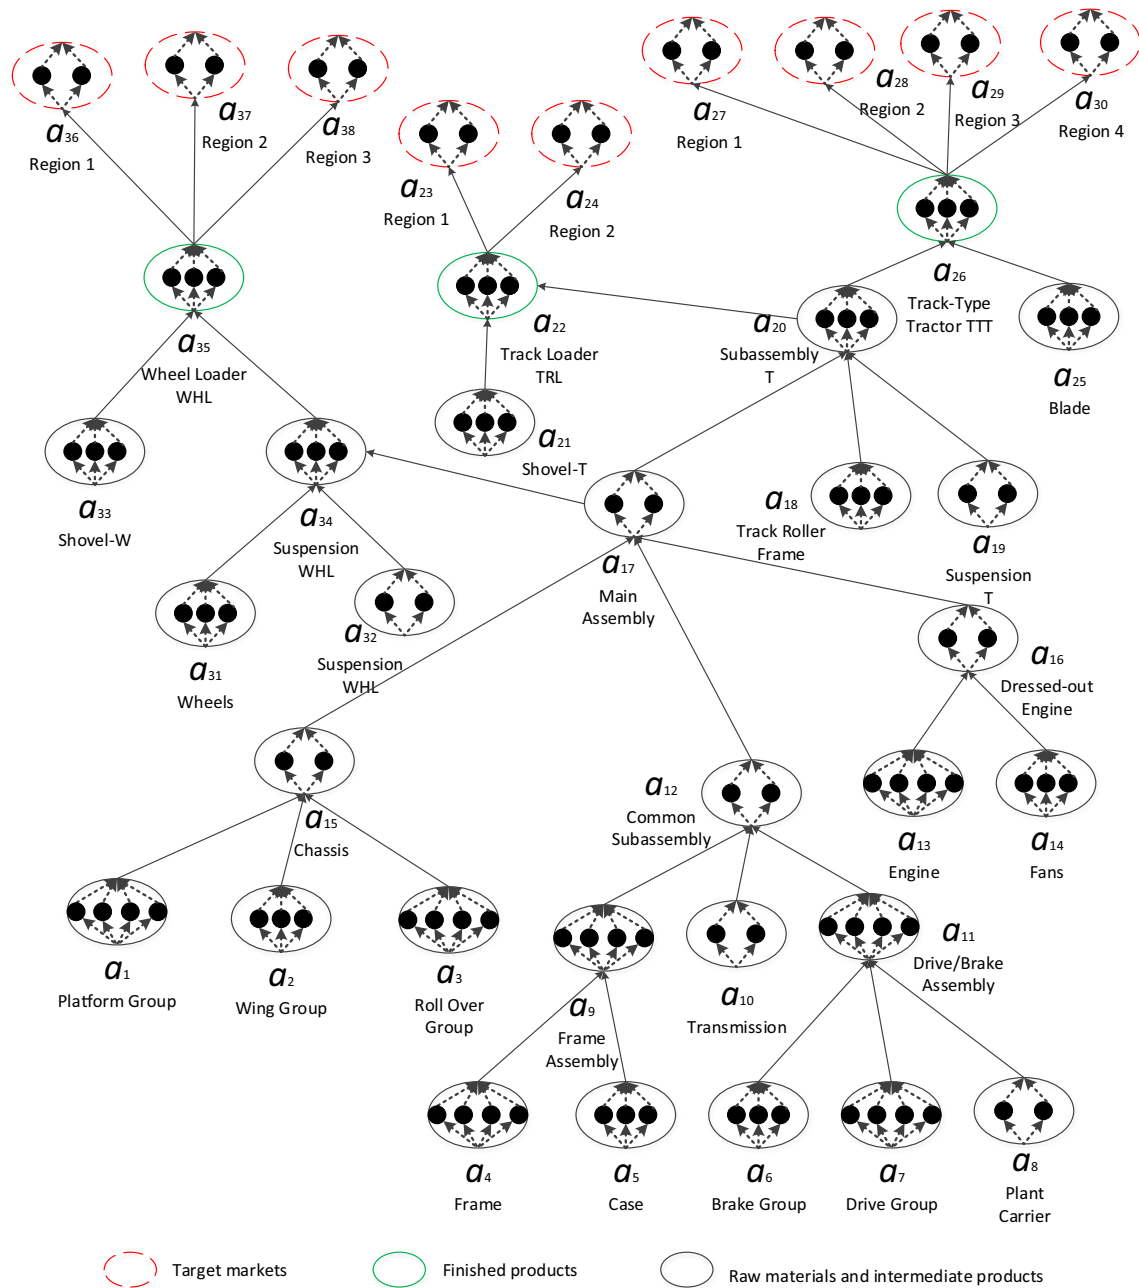 a36
Region 1
a37
Region 2
a38
Region 3
a23
Region 1
a24
Region 2
a27
Region 1
a28
Region 2
a29
Region 3
a30
Region 4
a35
Wheel Loader
WHL
a22
Track Loader
TRL
a20
Subassembly
T
a26
Track-Type
Tractor TTT
a25
Blade
a33
Shovel-W
a34
Suspension
WHL
a21
Shovel-T
a18
Track Roller
Frame
a19
Suspension
T
a17
Main
Assembly
a31
Wheels
a32
Suspension
WHL
a16
Dressed-out
Engine
a15
Chassis
a12
Common
Subassembly
a13
Engine
a14
Fans
a1
Platform Group
a2
Wing Group
a3
Roll Over
Group
a9
Frame
Assembly
a10
Transmission
a11
Drive/Brake
Assembly
a4
Frame
a5
Case
a6
Brake Group
a7
Drive Group
a8
Plant
Carrier
Target markets
Finished products
Raw materials and intermediate products